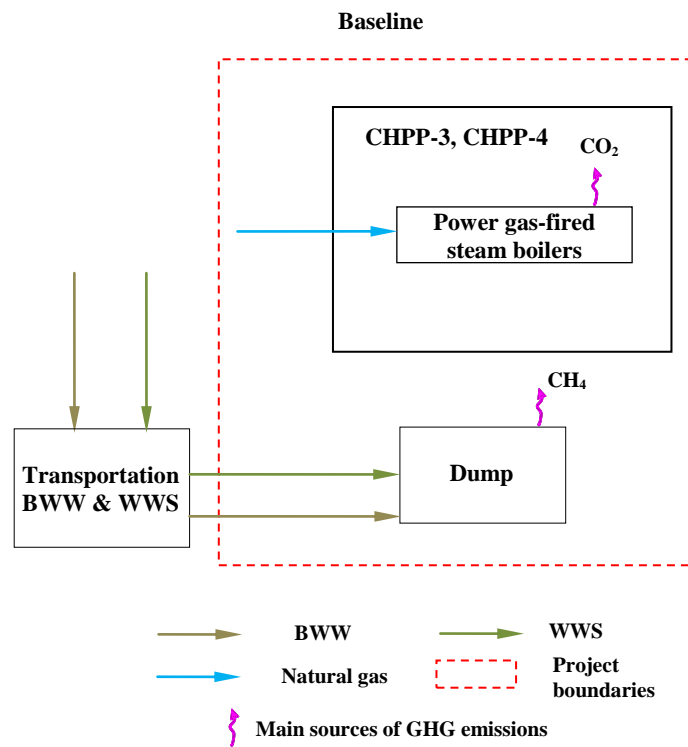 Baseline
CHPP-3, CHPP-4
CO₂
Power gas-fired
steam boilers
CH₄
Transportation
BWW & WWS
Dump
BWW
WWS
Natural gas
Project
boundaries
Main sources of GHG emissions